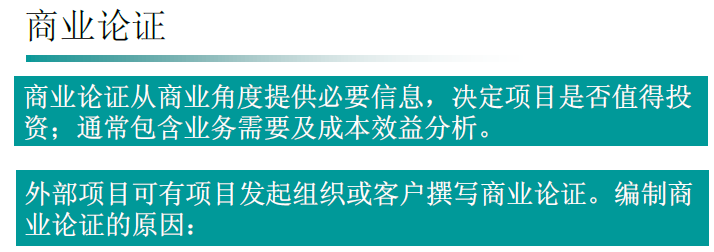 商业论证
商业论证从商业角度提供必要信息，决定项目是否值得投
资；通常包含业务需要及成本效益分析。
外部项目可有项目发起组织或客户撰写商业论证。编制商
业论证的原因：